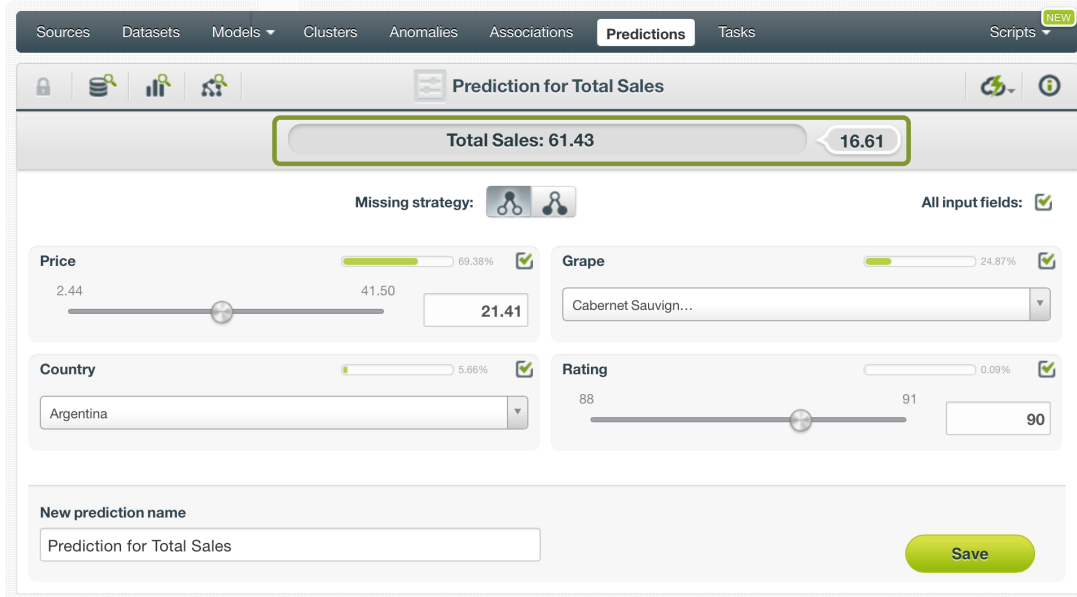 NEW
Sources Datasets Models Clusters Anomalies Associations Predictions Tasks Scripts
Prediction for Total Sales
Total Sales: 61.43 16.61
Missing strategy: All input fields:
Price 69.38% Grape 24.87%
2.44 41.50
21.41
Cabernet Sauvign...
Country 5.66% Rating 0.09%
88 91
Argentina
90
New prediction name
Prediction for Total Sales
Save